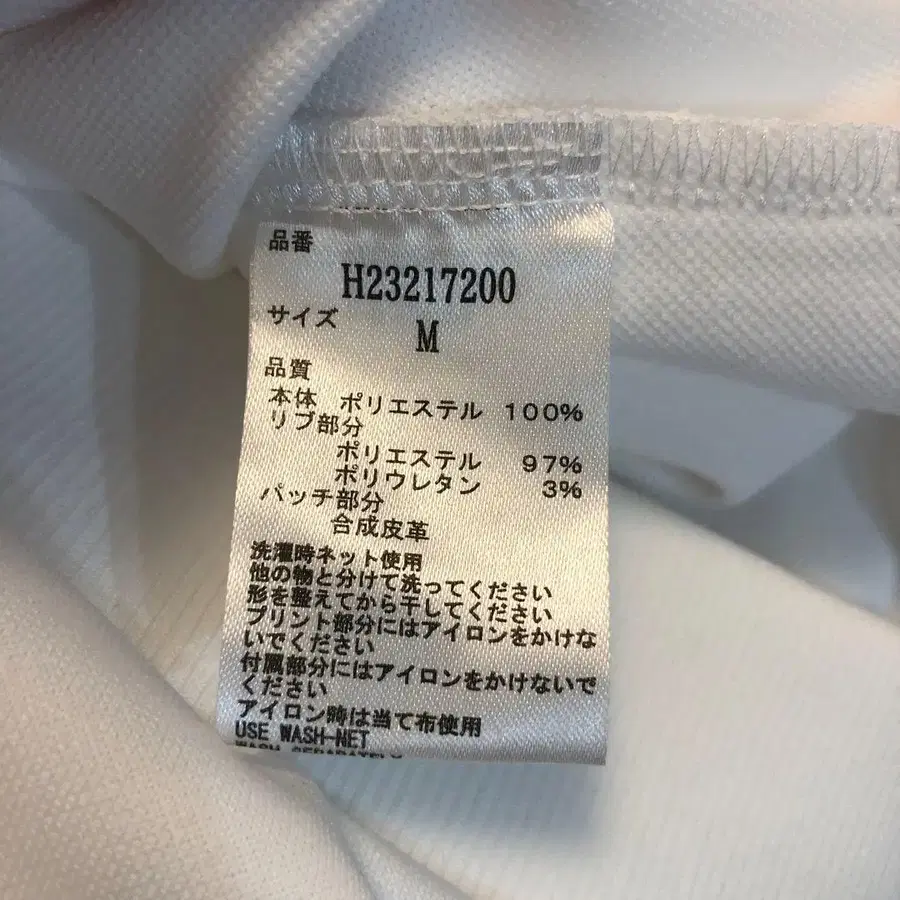 品番
H23217200
サイズ
M
品質
本体 ポリエステル 100%
リブ部分
ポリエステル 97%
ポリウレタン 3%
パッチ部分
合成皮革
洗濯時ネット使用
他の物と分けて洗ってください
形を整えてから干してください
プリント部分にはアイロンをかけな
いでください
付属部分にはアイロンをかけないで
ください
アイロン時は当て布使用
USE WASH-NET
WASH SEPARATELY